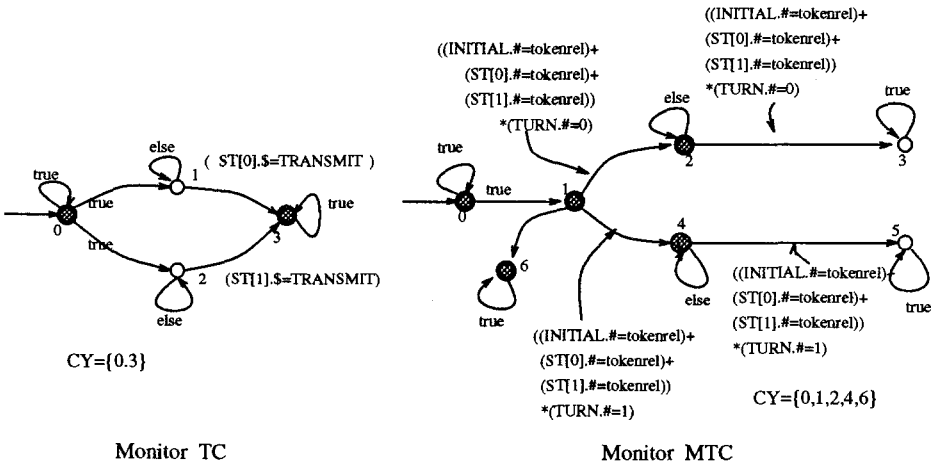 true
true
0
true
else
1
( ST[0].$=TRANSMIT )
3
true
2
(ST[1].$=TRANSMIT)
else
CY={0.3}
Monitor TC
((INITIAL.#=tokenrel)+
(ST[0].#=tokenrel)+
(ST[1].#=tokenrel))
*(TURN.#=0)
((INITIAL.#=tokenrel)+
(ST[0].#=tokenrel)+
(ST[1].#=tokenrel))
*(TURN.#=0)
true
0
true
1
else
2
true
3
6
true
4
else
5
true
((INITIAL.#=tokenrel)+
(ST[0].#=tokenrel)+
(ST[1].#=tokenrel))
*(TURN.#=1)
((INITIAL.#=tokenrel)+
(ST[0].#=tokenrel)+
(ST[1].#=tokenrel))
*(TURN.#=1)
CY={0,1,2,4,6}
Monitor MTC